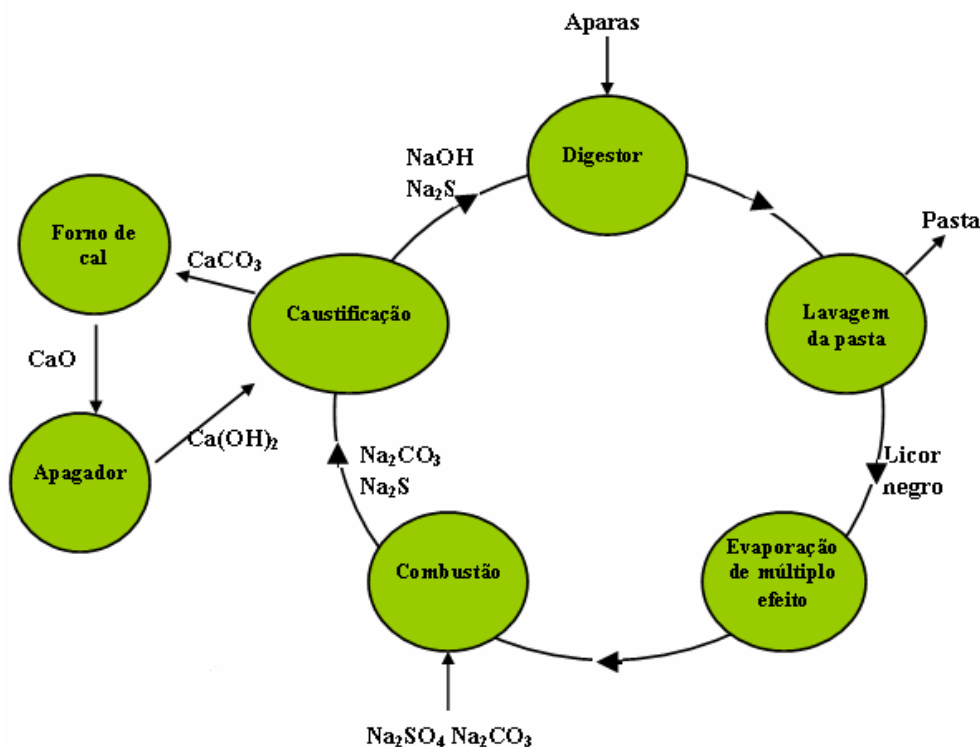 Aparas
Digestor
NaOH
Na₂S
Pasta
Forno de
cal
CaCO₃
Caustificação
Lavagem
da pasta
CaO
Ca(OH)₂
Apagador
Na₂CO₃
Na₂S
Licor
negro
Combustão
Evaporação
de múltiplo
efeito
Na₂SO₄ Na₂CO₃